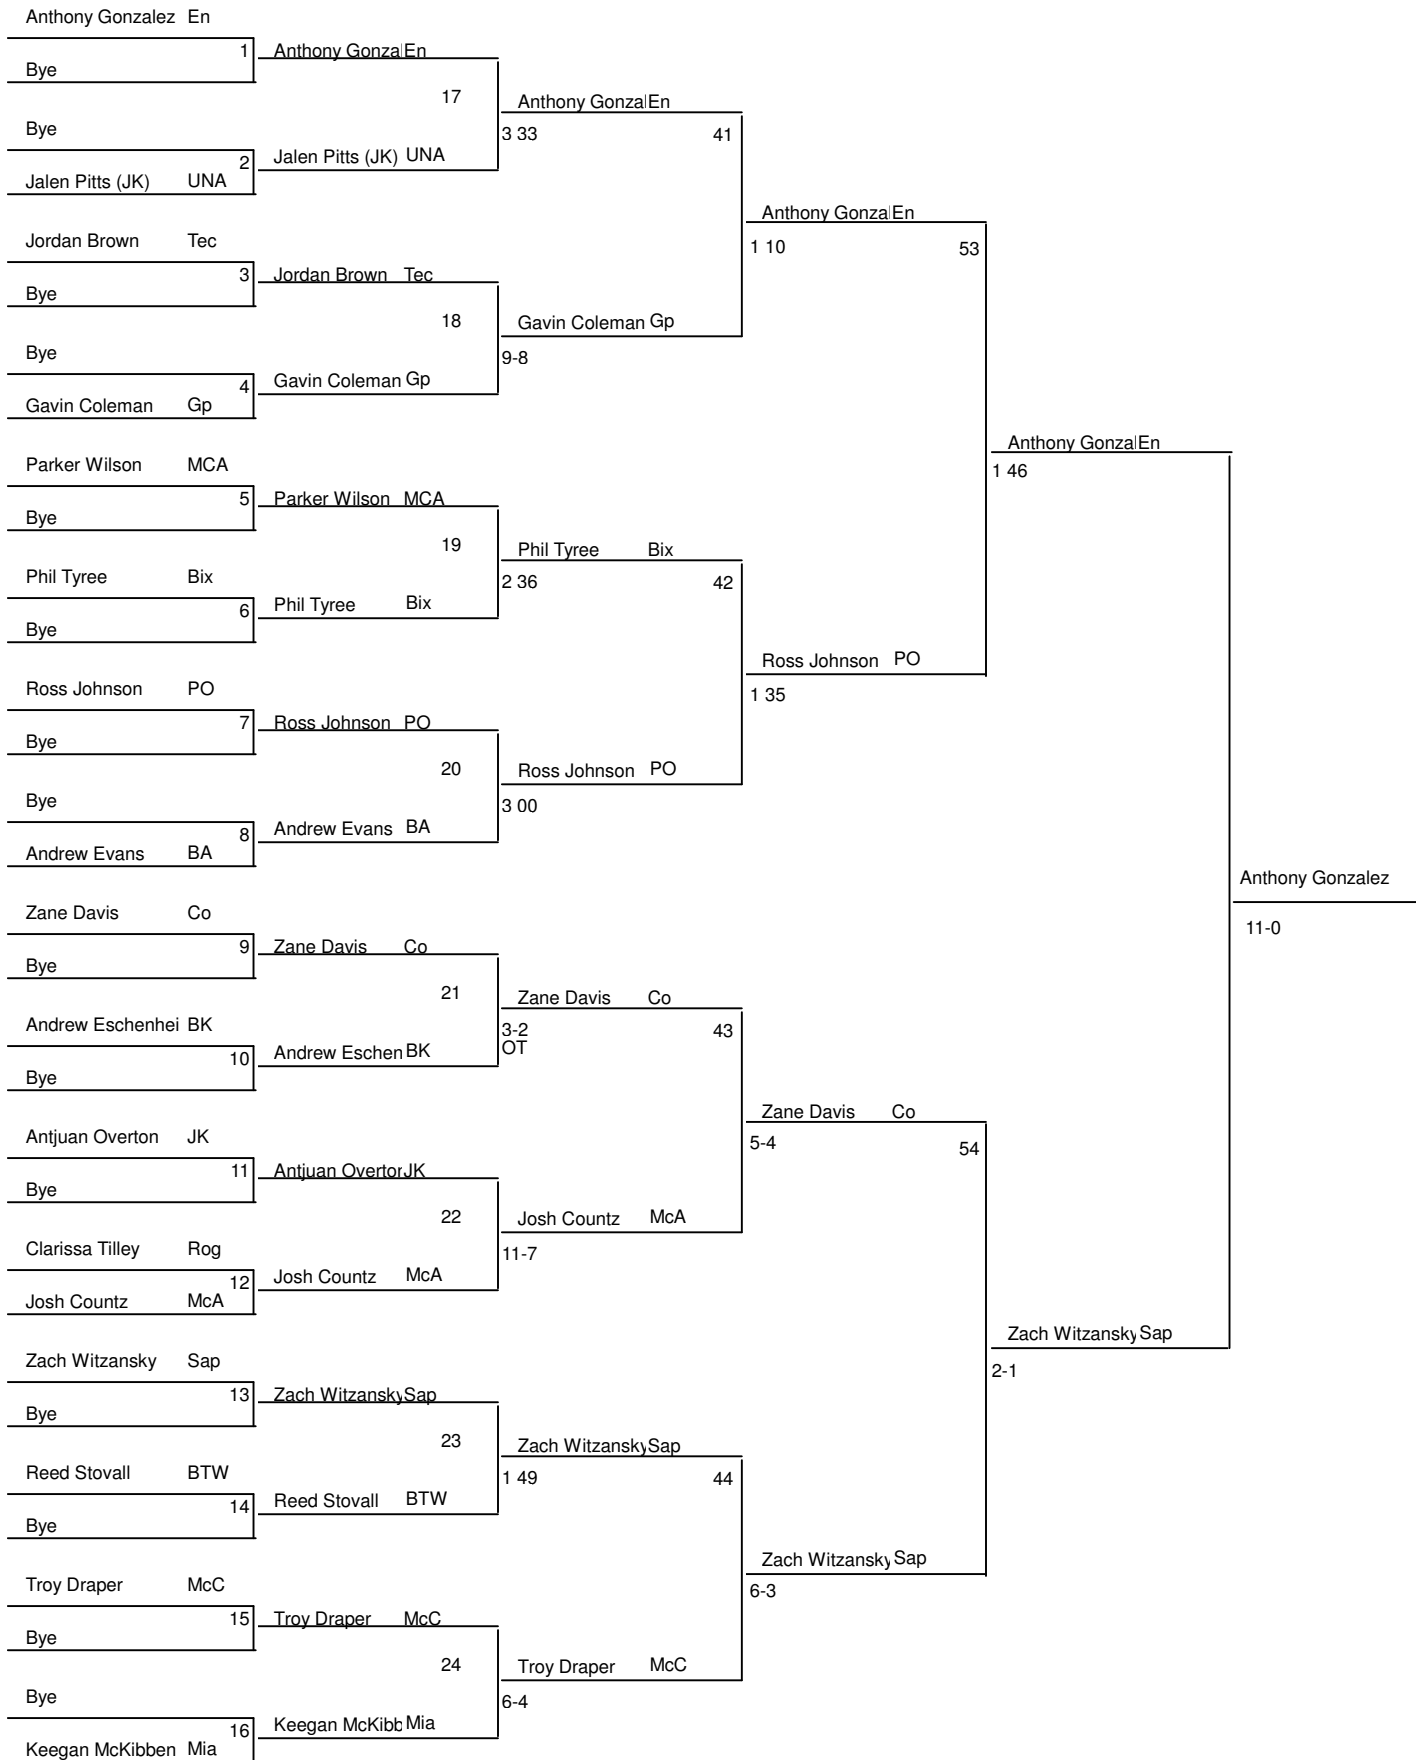 Anthony Gonzalez En
1
Bye
Bye
2
Jalen Pitts (JK) UNA
Jordan Brown Tec
3
Bye
Bye
4
Gavin Coleman Gp
Parker Wilson MCA
5
Bye
Phil Tyree Bix
6
Bye
Ross Johnson PO
7
Bye
Bye
8
Andrew Evans BA
Zane Davis Co
9
Bye
Andrew Eschenhei BK
10
Bye
Antjuan Overton JK
11
Bye
Clarissa Tilley Rog
12
Josh Countz McA
Zach Witzansky Sap
13
Bye
Reed Stovall BTW
14
Bye
Troy Draper McC
15
Bye
Bye
16
Keegan McKibben Mia
Anthony Gonzal En
17
Jalen Pitts (JK) UNA
Jordan Brown Tec
18
Gavin Coleman Gp
Parker Wilson MCA
19
Phil Tyree Bix
Ross Johnson PO
20
Andrew Evans BA
Zane Davis Co
21
Andrew Eschen BK
Antjuan Overton JK
22
Josh Countz McA
Zach Witzansky Sap
23
Reed Stovall BTW
Troy Draper McC
24
Keegan McKibb Mia
Anthony Gonzal En
3 33
41
Gavin Coleman Gp
9-8
Phil Tyree Bix
2 36
42
Ross Johnson PO
3 00
Zane Davis Co
3-2
OT
43
Josh Countz McA
11-7
Zach Witzansky Sap
1 49
44
Troy Draper McC
6-4
Anthony Gonzal En
1 10
53
Ross Johnson PO
1 35
Zane Davis Co
5-4
54
Zach Witzansky Sap
6-3
Anthony Gonzal En
1 46
Zach Witzansky Sap
2-1
Anthony Gonzalez
11-0